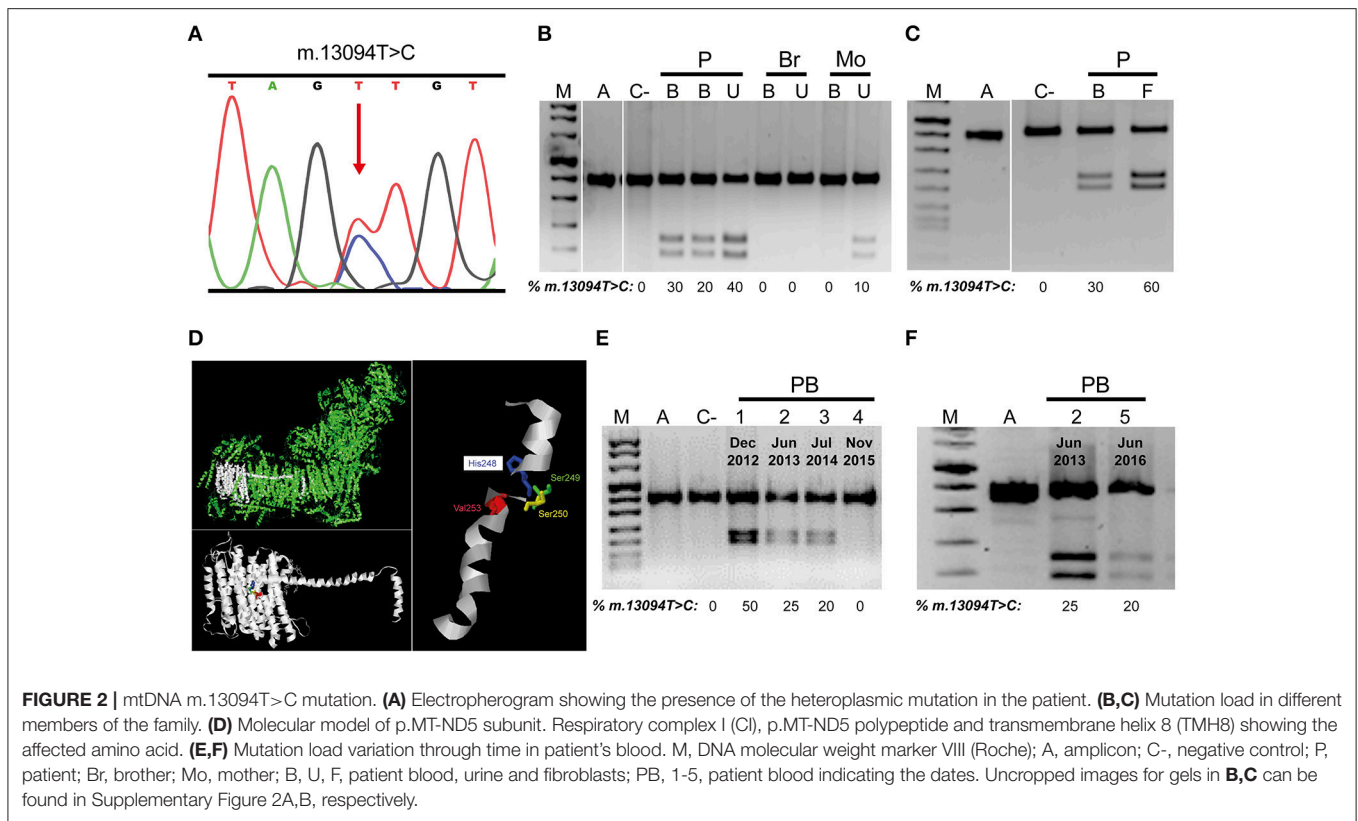 A
m.13094T>C
T A G T T G T
B
P Br Mo
M A C- B B U B U B U
% m.13094T>C: 0 30 20 40 0 0 0 10
C
P
M A C- B F
% m.13094T>C: 0 30 60
D
His248
Ser249
Val253
Ser250
E
PB
M A C- 1 2 3 4
Dec Jun Jul Nov
2012 2013 2014 2015
% m.13094T>C: 0 50 25 20 0
F
PB
M A 2 5
Jun Jun
2013 2016
% m.13094T>C: 25 20
FIGURE 2 | mtDNA m.13094T>C mutation. (A) Electropherogram showing the presence of the heteroplasmic mutation in the patient. (B,C) Mutation load in different
members of the family. (D) Molecular model of p.MT-ND5 subunit. Respiratory complex I (CI), p.MT-ND5 polypeptide and transmembrane helix 8 (TMH8) showing the
affected amino acid. (E,F) Mutation load variation through time in patient's blood. M, DNA molecular weight marker VIII (Roche); A, amplicon; C-, negative control; P,
patient; Br, brother; Mo, mother; B, U, F, patient blood, urine and fibroblasts; PB, 1-5, patient blood indicating the dates. Uncropped images for gels in B,C can be
found in Supplementary Figure 2A,B, respectively.